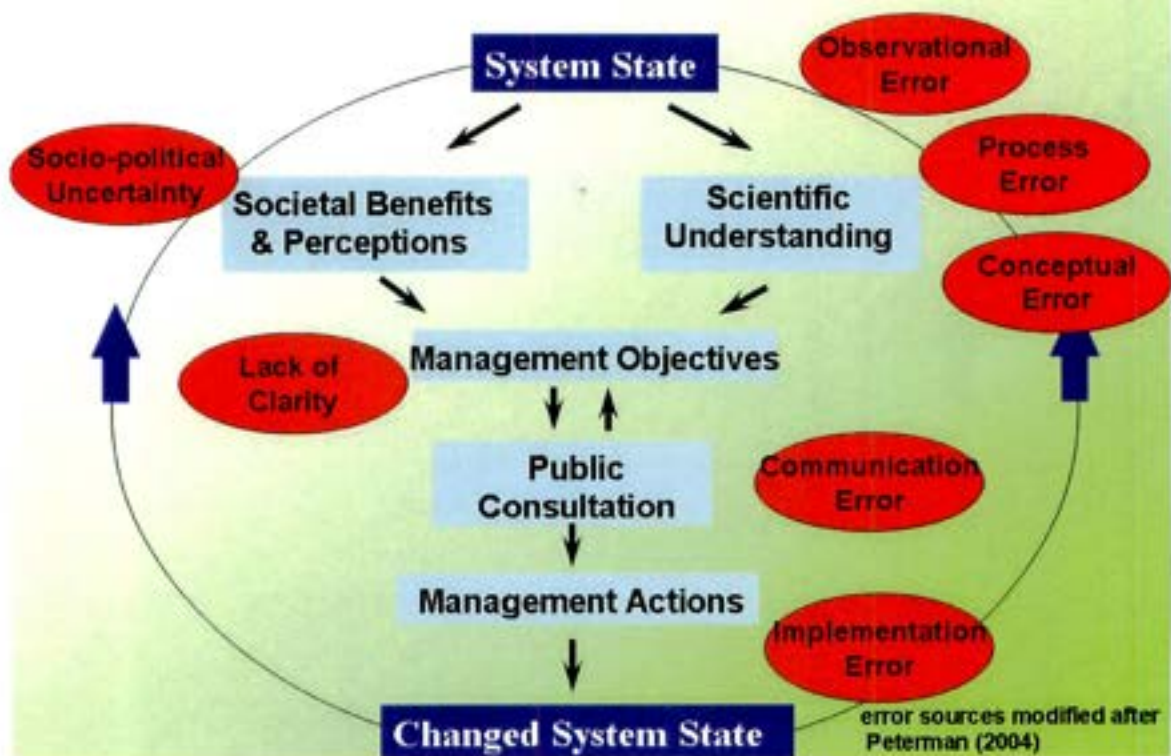 System State
Observational
Error
Socio-political
Uncertainty
Process
Error
Societal Benefits
& Perceptions
Scientific
Understanding
Conceptual
Error
Management Objectives
Lack of
Clarity
Public
Consultation
Communication
Error
Management Actions
Implementation
Error
Changed System State
error sources modified after
Peterman (2004)